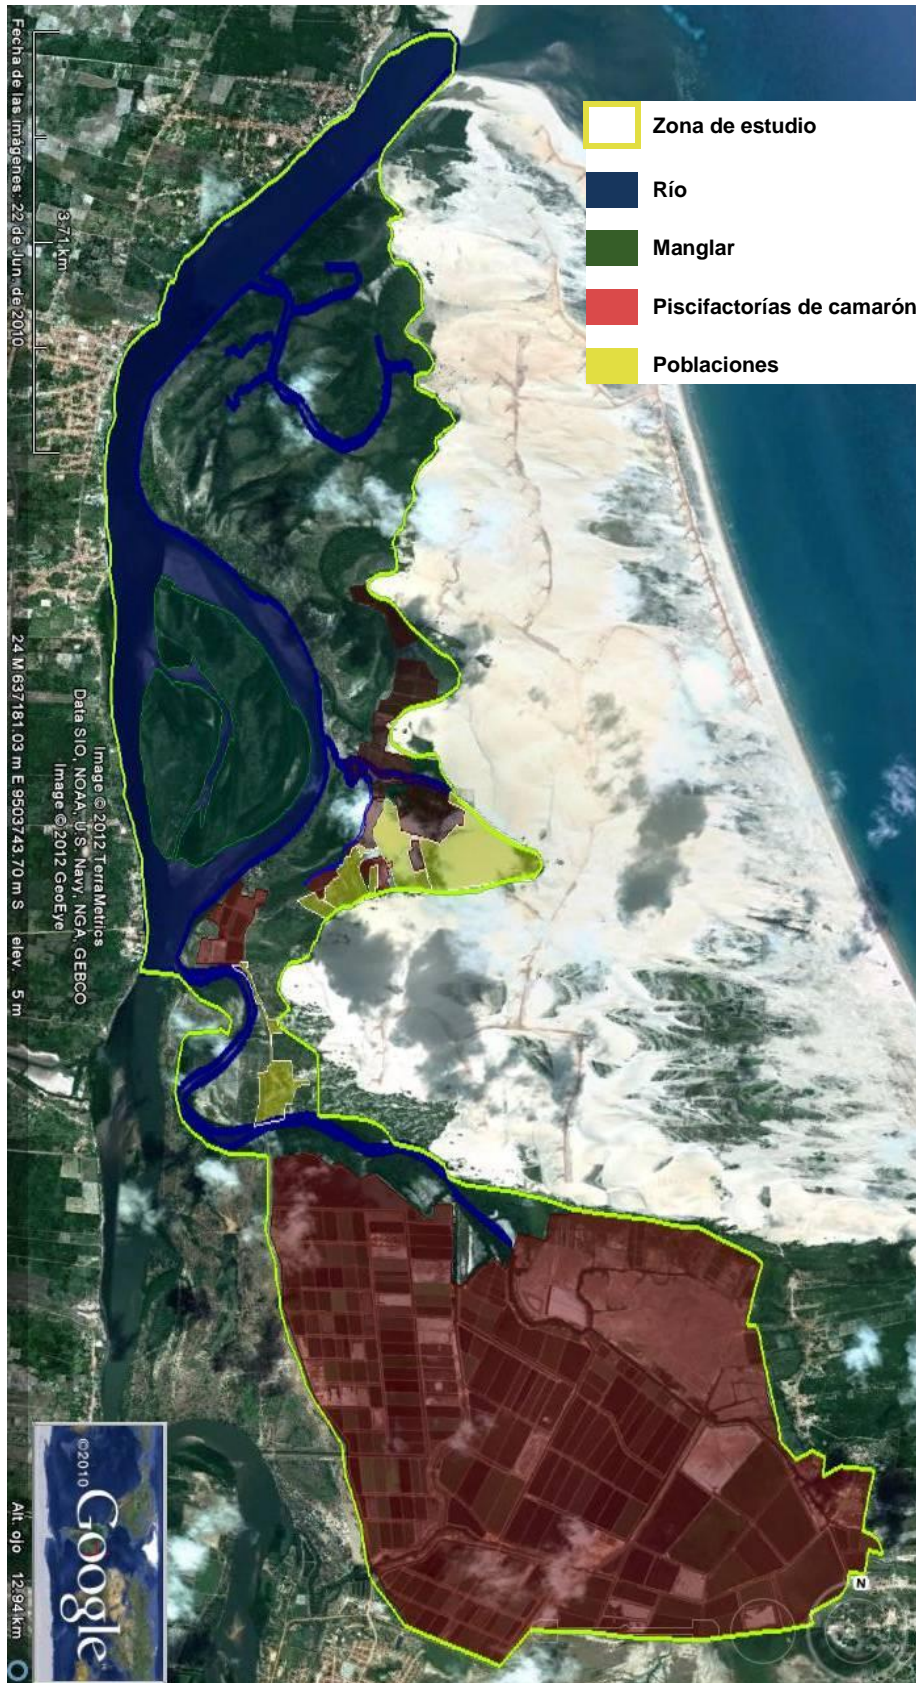 Zona de estudio
Río
Manglar
Piscifactorías de camarón
Poblaciones
Fecha de las imágenes: 22 de Jun. de 2010
3.71 km
Data SIO, NOAA, U.S. Navy, NGA, GEBCO
Image © 2012 TerraMetrics
Image © 2012 GeoEye
24 M 637181.03 m E 9503743.70 m S elev. 5 m
©2010 Google
Alt. ojo 12.94 km
N